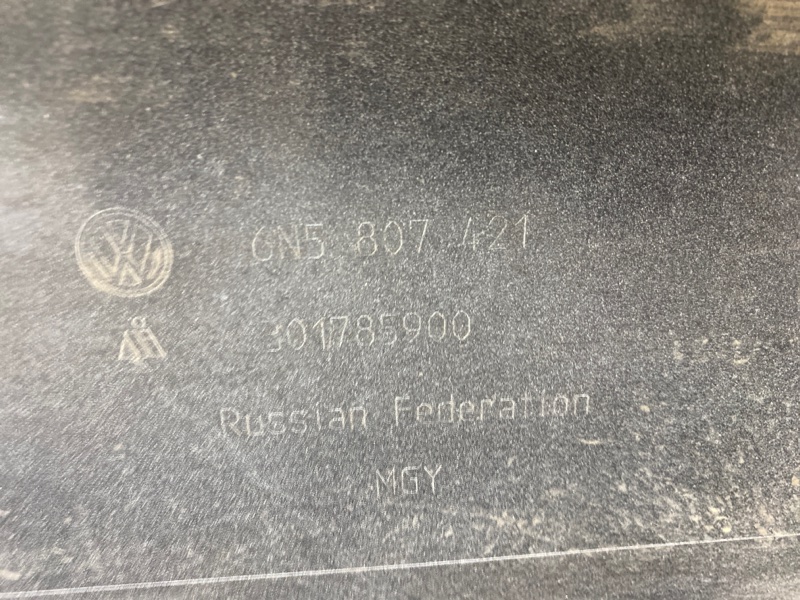 6N5 807 421
301785900
Russian Federation
MGY